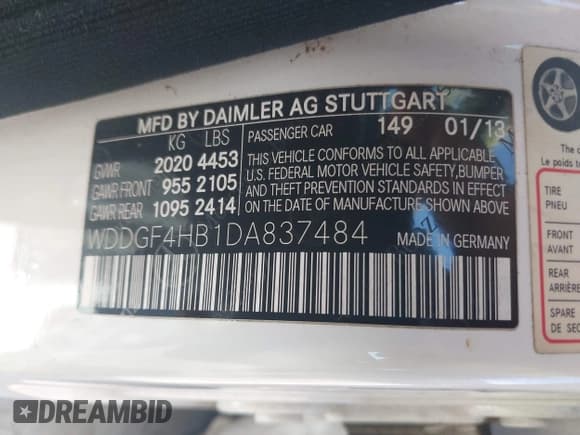 MFD BY DAIMLER AG STUTTGART
KG LBS
PASSENGER CAR 149 01/13
GVWR 2020 4453
GAWR FRONT 955 2105
GAWR REAR 1095 2414
THIS VEHICLE CONFORMS TO ALL APPLICABLE
U.S. FEDERAL MOTOR VEHICLE SAFETY, BUMPER
AND THEFT PREVENTION STANDARDS IN EFFECT
ON THE DATE OF MANUFACTURE SHOWN ABOVE
WDDGF4HB1DA837484 MADE IN GERMANY
Le poids t
TIRE
PNEU
FRONT
AVANT
REAR
ARRIÈRE
SPARE
DREAMBID